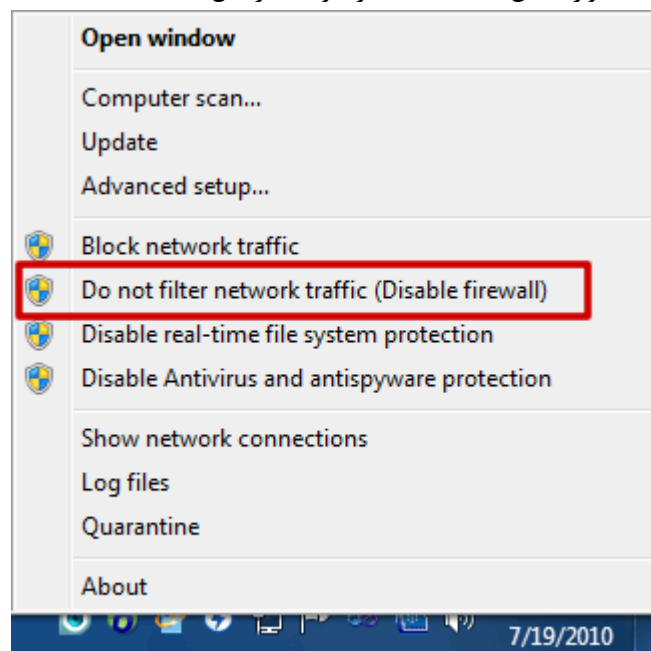 Open window
Computer scan...
Update
Advanced setup...
Block network traffic
Do not filter network traffic (Disable firewall)
Disable real-time file system protection
Disable Antivirus and antispyware protection
Show network connections
Log files
Quarantine
About
7/19/2010